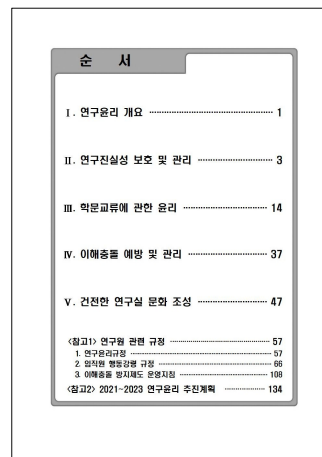 순 서
Ⅰ. 연구윤리 개요 ················ 1
Ⅱ. 연구진실성 보호 및 관리 ················ 3
Ⅲ. 학문교류에 관한 윤리 ················ 14
Ⅳ. 이해충돌 예방 및 관리 ················ 37
Ⅴ. 건전한 연구실 문화 조성 ················ 47
<참고1> 연구원 관련 규정 ················ 57
1. 연구윤리규정 ················ 57
2. 임직원 행동강령 규정 ················ 66
3. 이해충돌 방지제도 운영지침 ················ 108
<참고2> 2021~2023 연구윤리 추진계획 ················ 134